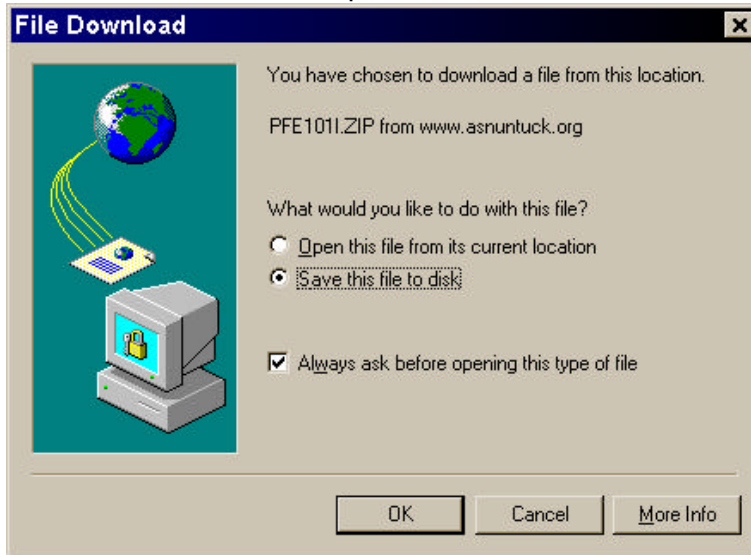 File Download
You have chosen to download a file from this location.
PFE101I.ZIP from www.asnuntuck.org
What would you like to do with this file?
Open this file from its current location
Save this file to disk
Always ask before opening this type of file
OK
Cancel
More Info